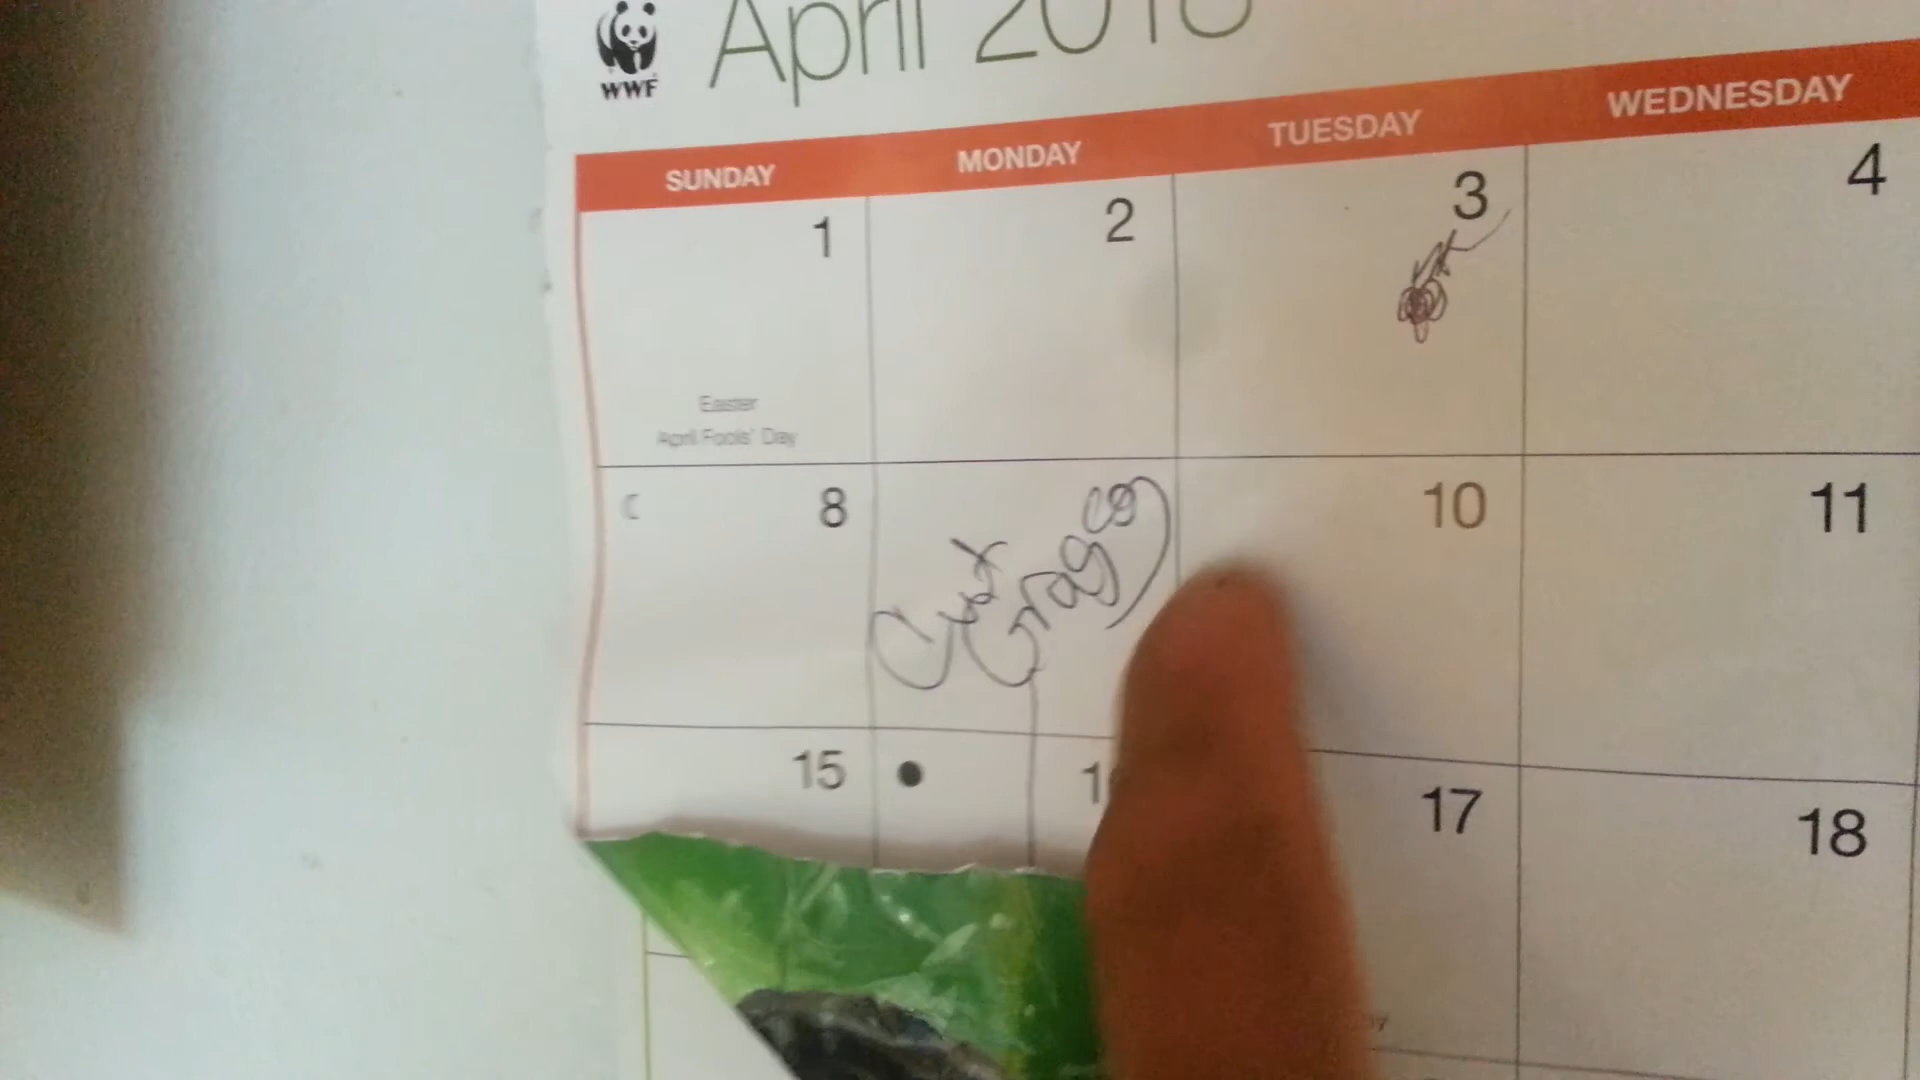 WWF
April 2018
SUNDAY MONDAY TUESDAY WEDNESDAY
1 2 3 4
Easter
April Fools' Day
8 10 11
Cut
Grass
15 17 18